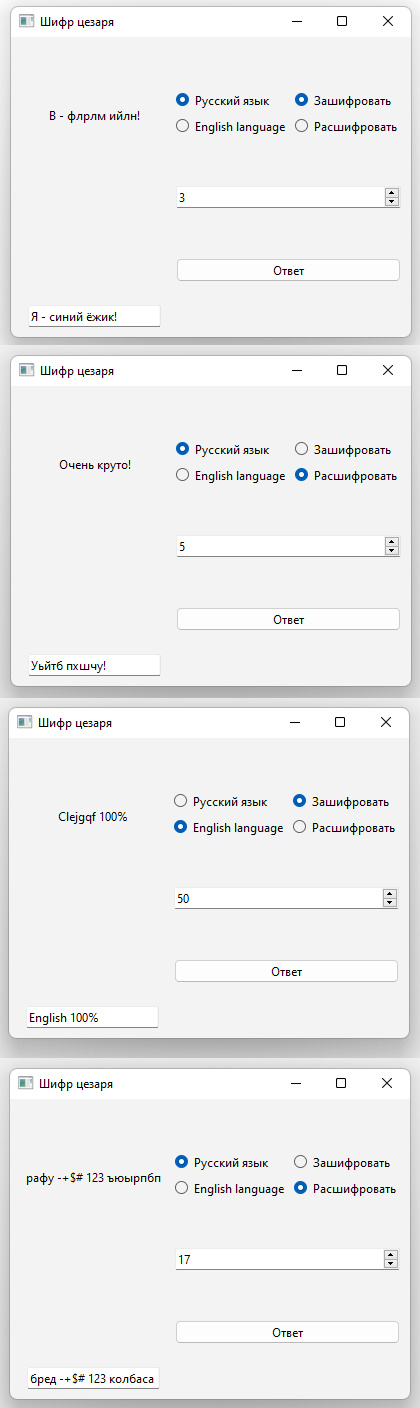 Шифр цезаря
Русский язык
Зашифровать
В - флрлм ийлн!
English language
Расшифровать
3
Ответ
Я - синий ёжик!
Шифр цезаря
Русский язык
Зашифровать
Очень круто!
English language
Расшифровать
5
Ответ
Уьйтб пхшчу!
Шифр цезаря
Русский язык
Зашифровать
Clejgqf 100%
English language
Расшифровать
50
Ответ
English 100%
Шифр цезаря
Русский язык
Зашифровать
рафу -+$# 123 ъюыырпбп
English language
Расшифровать
17
Ответ
бред -+$# 123 колбаса